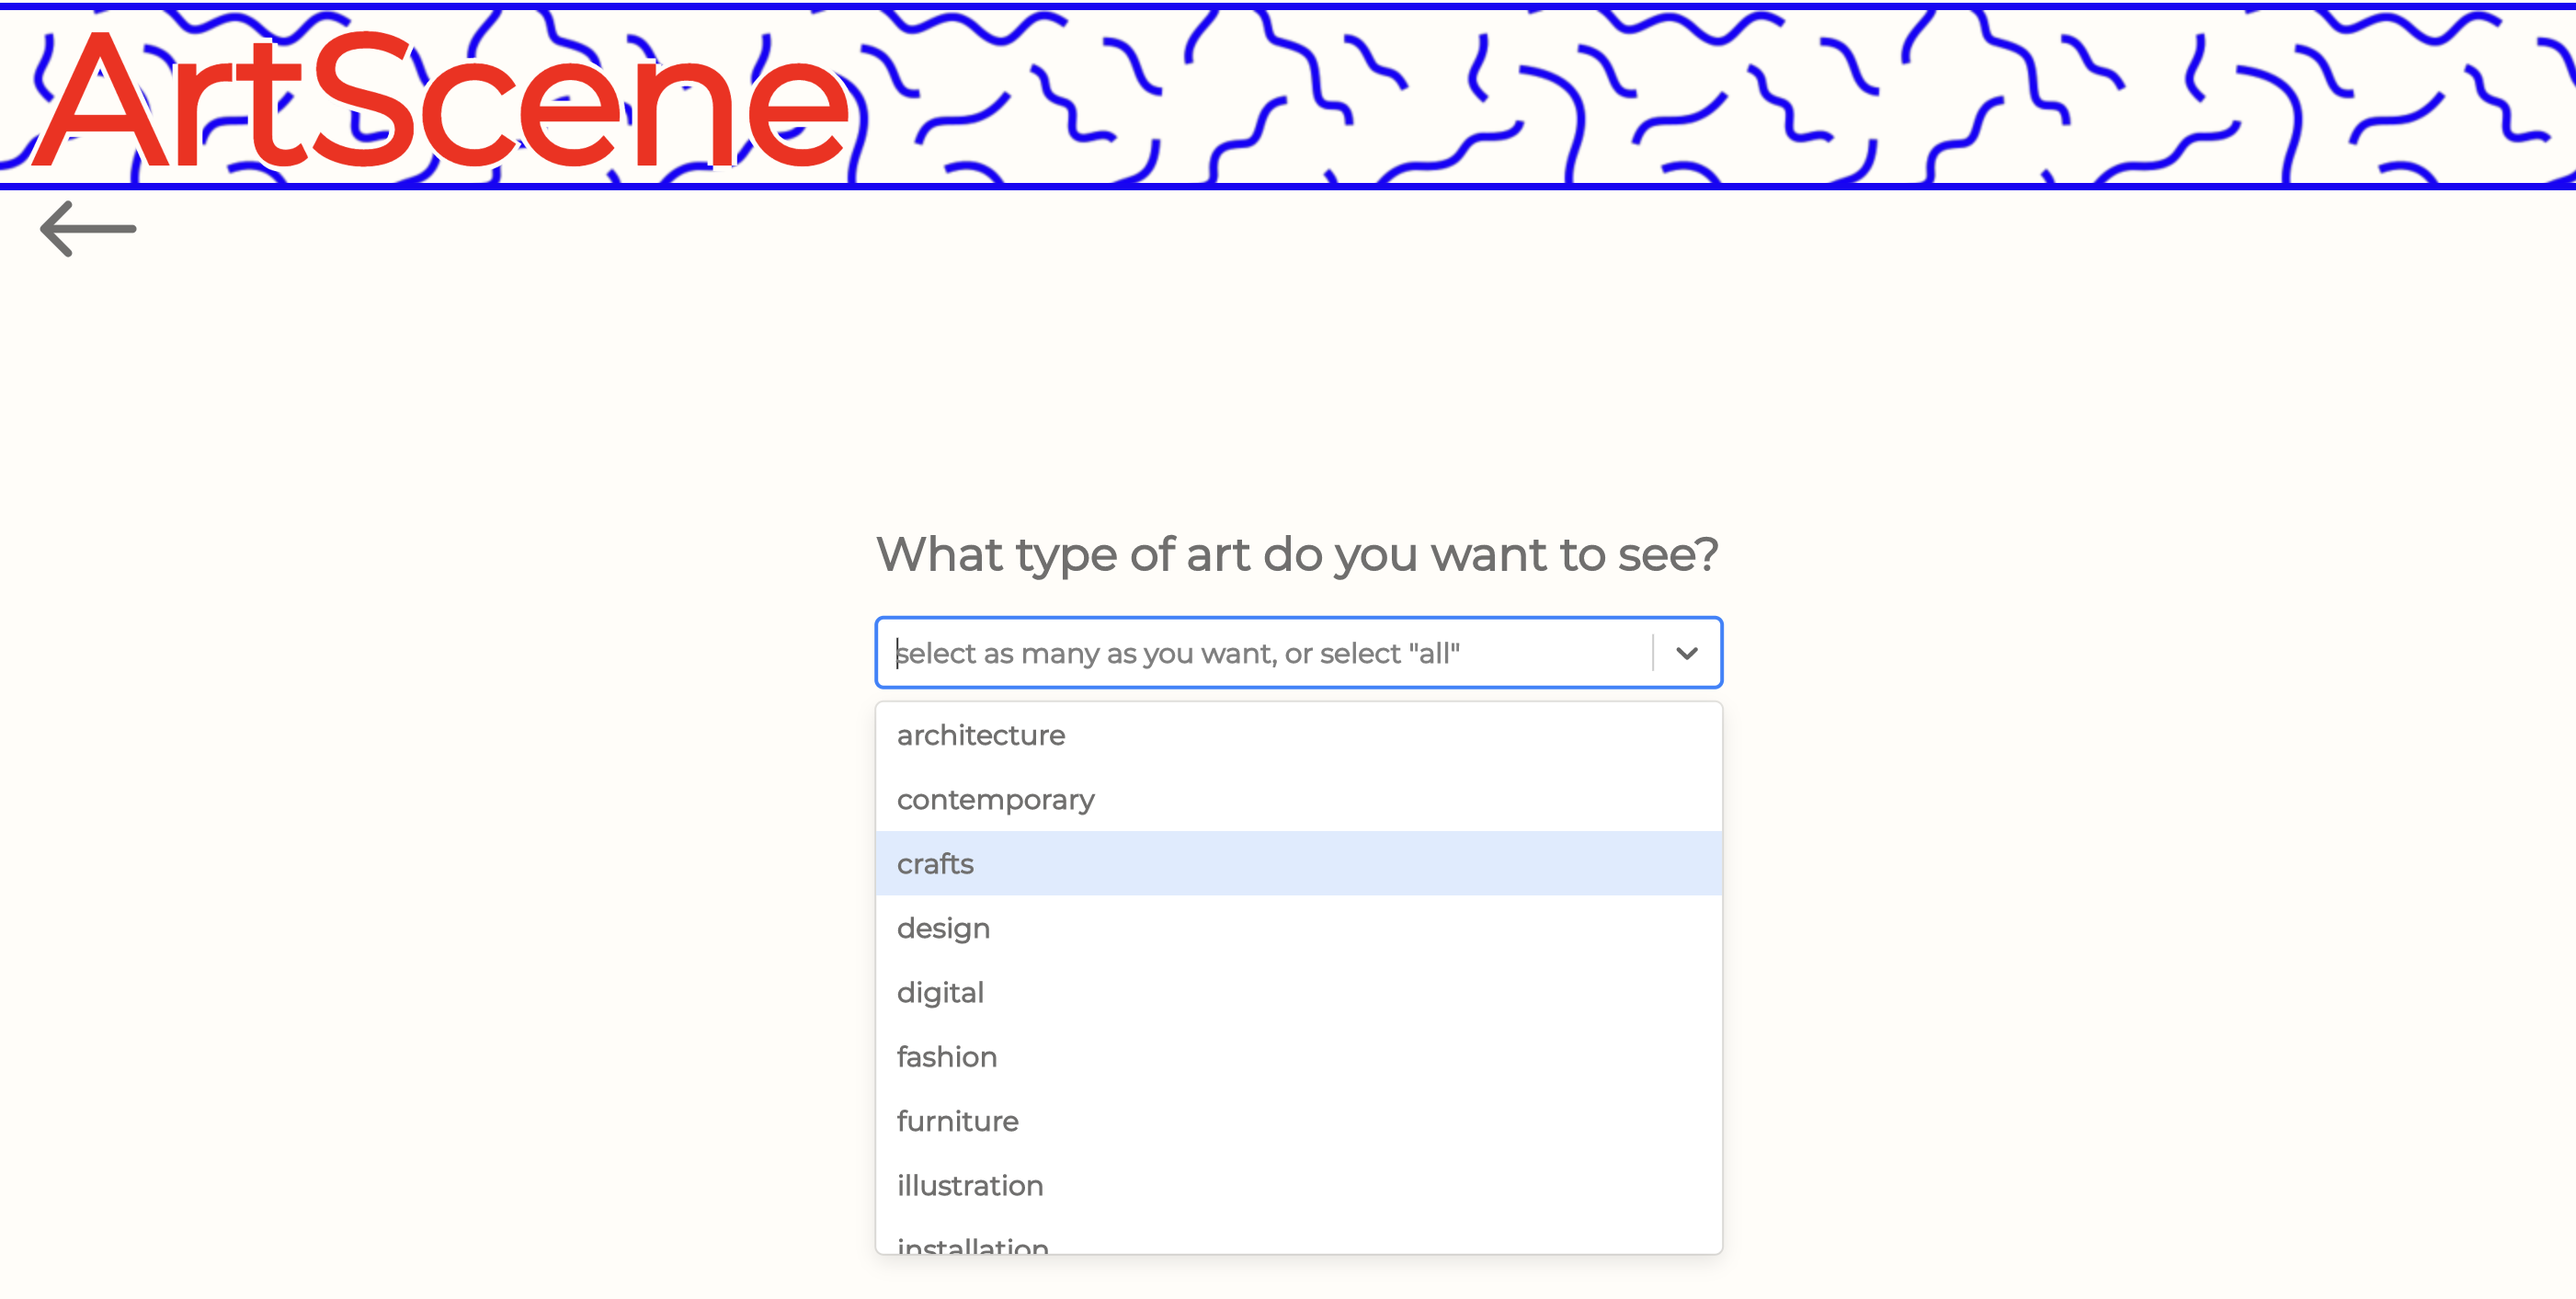 ArtScene
What type of art do you want to see?
select as many as you want, or select "all"
architecture
contemporary
crafts
design
digital
fashion
furniture
illustration
installation